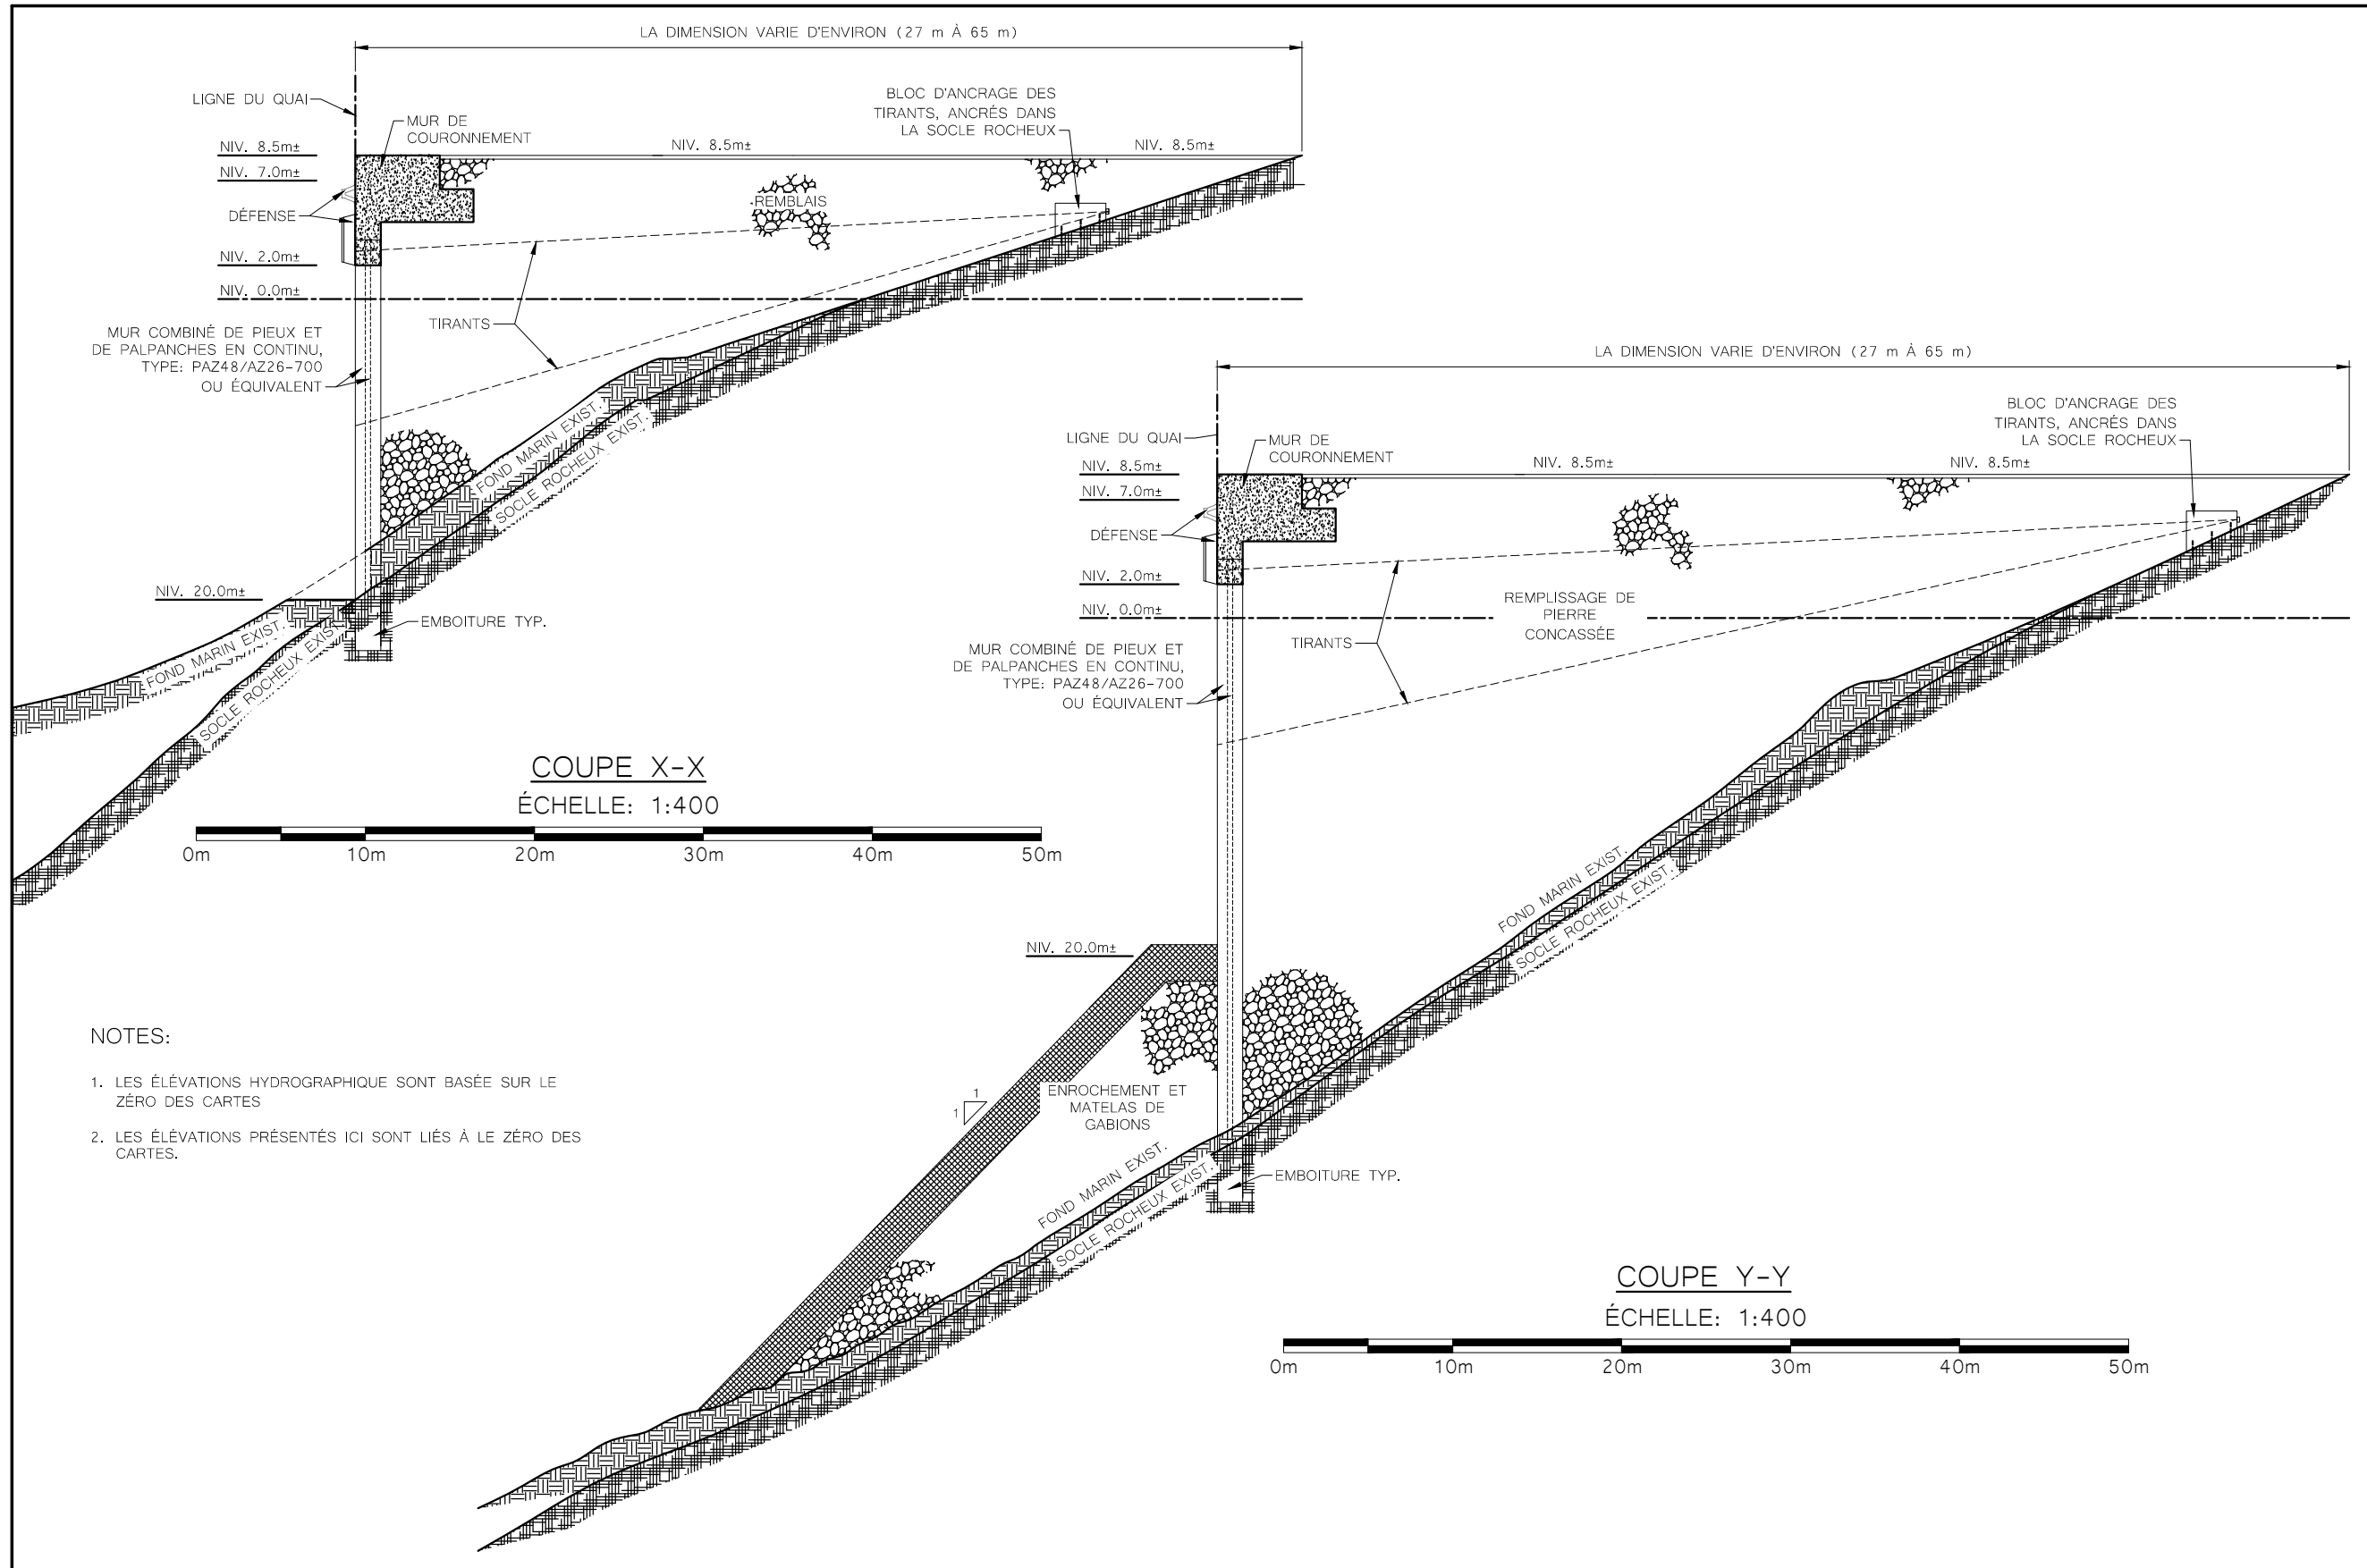 LA DIMENSION VARIE D'ENVIRON (27 m À 65 m)
LIGNE DU QUAI
MUR DE
COURONNEMENT
BLOC D'ANCRAGE DES
TIRANTS, ANCRÉS DANS
LA SOCLE ROCHEUX
NIV. 8.5m±
NIV. 8.5m±
NIV. 8.5m±
NIV. 7.0m±
REMBLAIS
DÉFENSE
NIV. 2.0m±
NIV. 0.0m±
TIRANTS
MUR COMBINÉ DE PIEUX ET
DE PALPANCHES EN CONTINU,
TYPE: PAZ48/AZ26-700
OU ÉQUIVALENT
FOND MARIN EXIST.
SOCLE ROCHEUX EXIST.
NIV. 20.0m±
EMBOITURE TYP.
FOND MARIN EXIST.
SOCLE ROCHEUX EXIST.
COUPE X-X
ÉCHELLE: 1:400
0m 10m 20m 30m 40m 50m
LA DIMENSION VARIE D'ENVIRON (27 m À 65 m)
LIGNE DU QUAI
MUR DE
COURONNEMENT
BLOC D'ANCRAGE DES
TIRANTS, ANCRÉS DANS
LA SOCLE ROCHEUX
NIV. 8.5m±
NIV. 8.5m±
NIV. 8.5m±
NIV. 7.0m±
DÉFENSE
NIV. 2.0m±
NIV. 0.0m±
REMPLISSAGE DE
PIERRE
CONCASSÉE
TIRANTS
MUR COMBINÉ DE PIEUX ET
DE PALPANCHES EN CONTINU,
TYPE: PAZ48/AZ26-700
OU ÉQUIVALENT
FOND MARIN EXIST.
SOCLE ROCHEUX EXIST.
NIV. 20.0m±
1
1
ENROCHEMENT ET
MATELAS DE
GABIONS
FOND MARIN EXIST.
SOCLE ROCHEUX EXIST.
EMBOITURE TYP.
COUPE Y-Y
ÉCHELLE: 1:400
0m 10m 20m 30m 40m 50m
NOTES:
1. LES ÉLÉVATIONS HYDROGRAPHIQUE SONT BASÉE SUR LE
ZÉRO DES CARTES
2. LES ÉLÉVATIONS PRÉSENTÉS ICI SONT LIÉS À LE ZÉRO DES
CARTES.